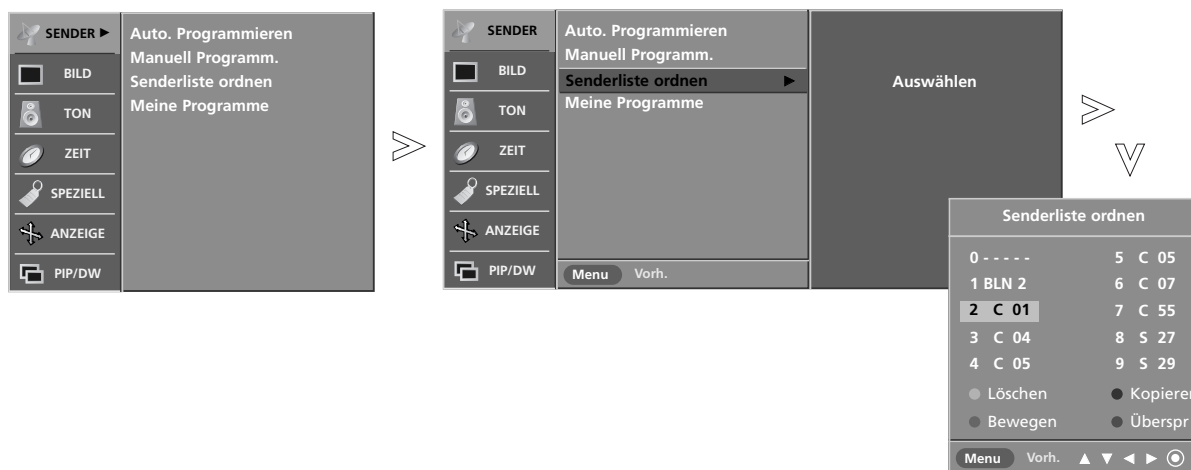 SENDER ►
BILD
TON
ZEIT
SPEZIELL
ANZEIGE
PIP/DW
Auto. Programmieren
Manuell Programm.
Senderliste ordnen
Meine Programme
SENDER
BILD
TON
ZEIT
SPEZIELL
ANZEIGE
PIP/DW
Auto. Programmieren
Manuell Programm.
Senderliste ordnen ►
Meine Programme
Menu Vorh.
Auswählen
Senderliste ordnen
0 - - - - -
1 BLN 2
2 C 01
3 C 04
4 C 05
5 C 05
6 C 07
7 C 55
8 S 27
9 S 29
Löschen
Kopieren
Bewegen
Überspr
Menu Vorh. ▲ ▼ ◄ ►